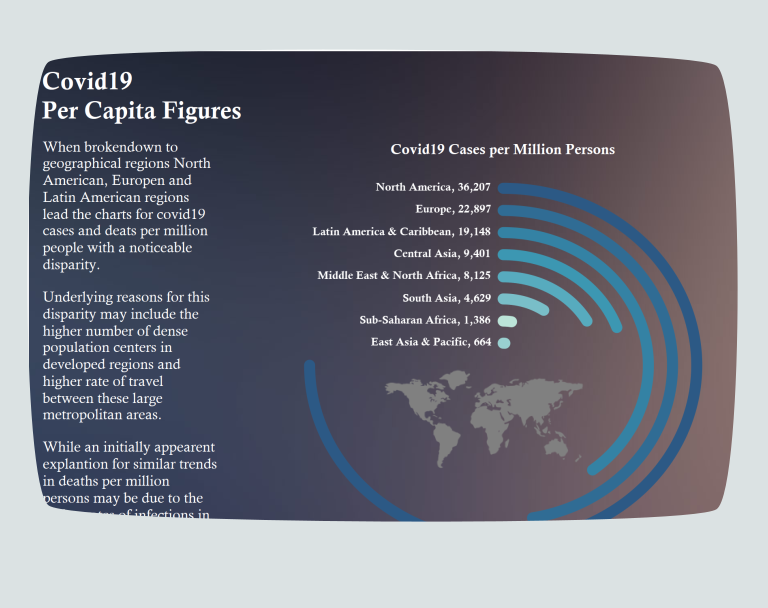 Covid19
Per Capita Figures
When brokendown to
geographical regions North
American, Europen and
Latin American regions
lead the charts for covid19
cases and deats per million
people with a noticeable
disparity.
Underlying reasons for this
disparity may include the
higher number of dense
population centers in
developed regions and
higher rate of travel
between these large
metropolitan areas.
While an initially appearent
explantion for similar trends
in deaths per million
persons may be due to the
of infections in
Covid19 Cases per Million Persons
North America, 36,207
Europe, 22,897
Latin America & Caribbean, 19,148
Central Asia, 9,401
Middle East & North Africa, 8,125
South Asia, 4,629
Sub-Saharan Africa, 1,386
East Asia & Pacific, 664